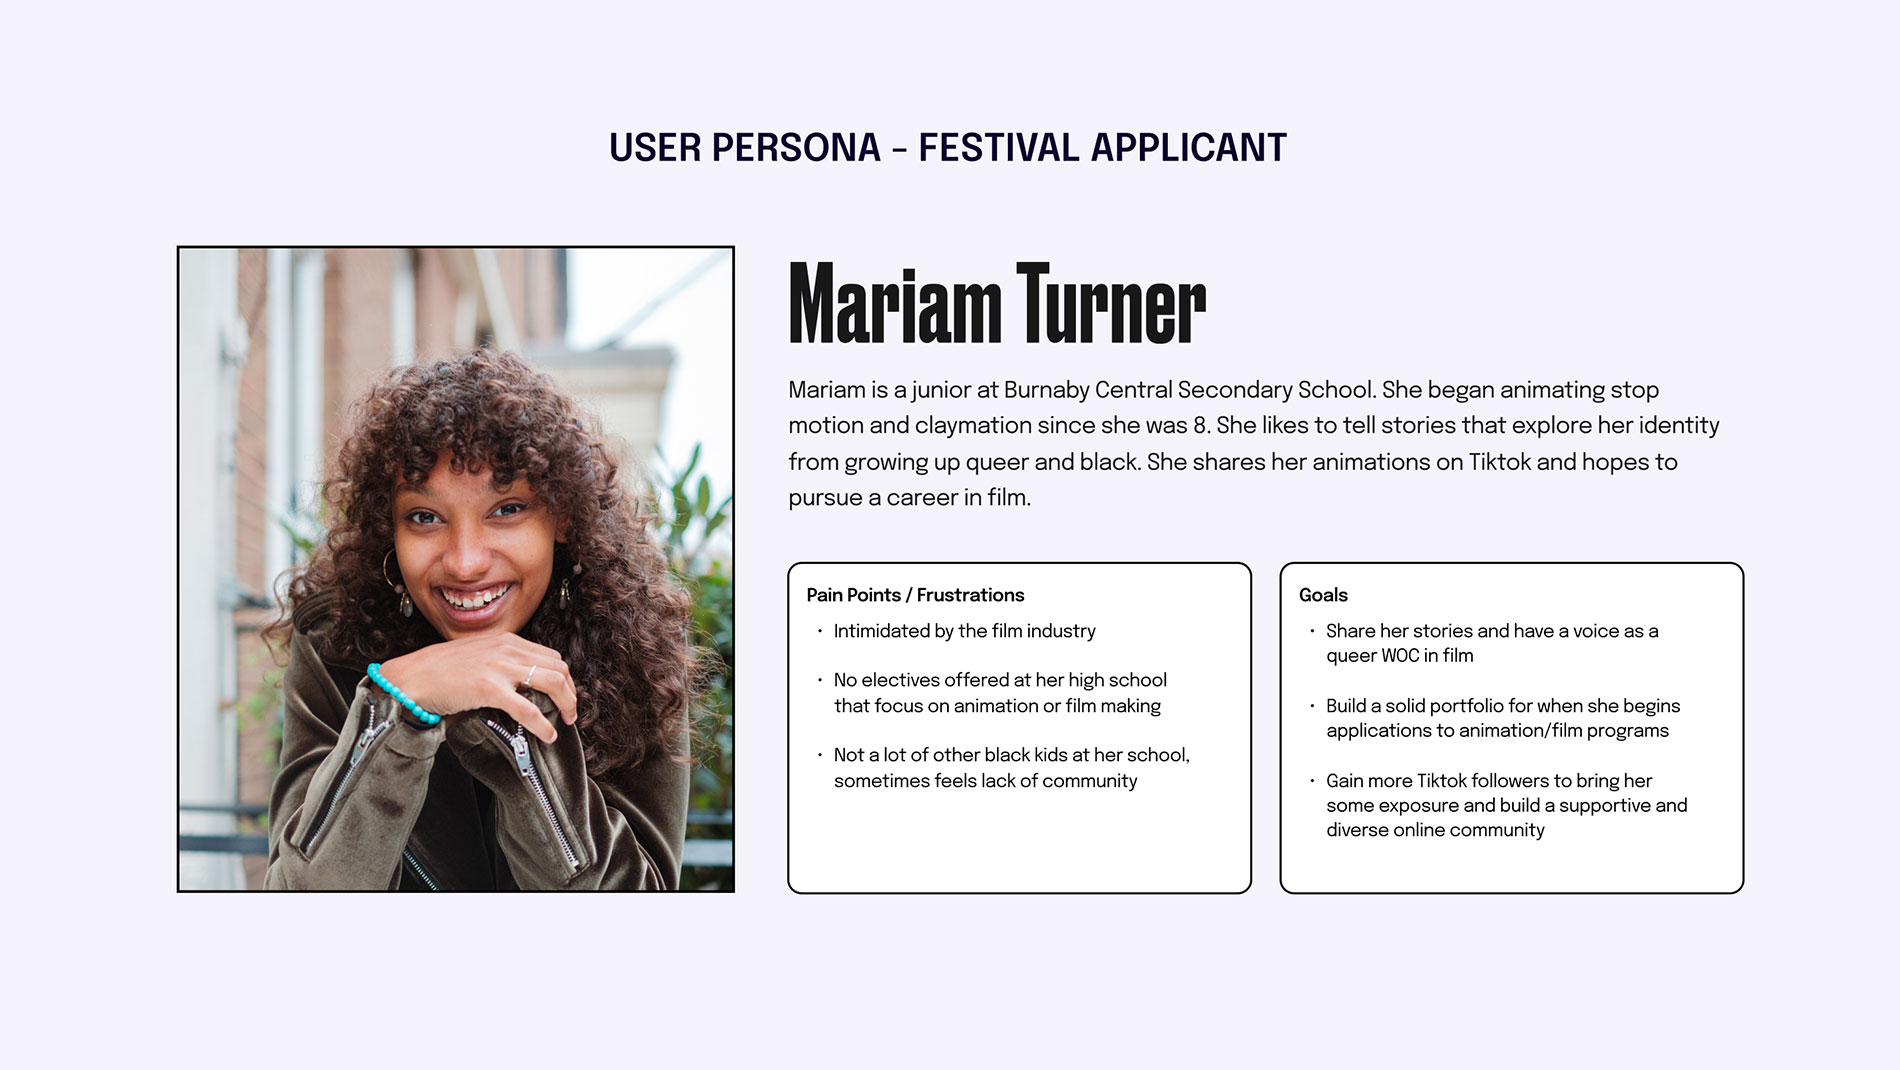 USER PERSONA – FESTIVAL APPLICANT
Mariam Turner
Mariam is a junior at Burnaby Central Secondary School. She began animating stop
motion and claymation since she was 8. She likes to tell stories that explore her identity
from growing up queer and black. She shares her animations on Tiktok and hopes to
pursue a career in film.
Pain Points / Frustrations
• Intimidated by the film industry
• No electives offered at her high school
that focus on animation or film making
• Not a lot of other black kids at her school,
sometimes feels lack of community
Goals
• Share her stories and have a voice as a
queer WOC in film
• Build a solid portfolio for when she begins
applications to animation/film programs
• Gain more Tiktok followers to bring her
some exposure and build a supportive and
diverse online community